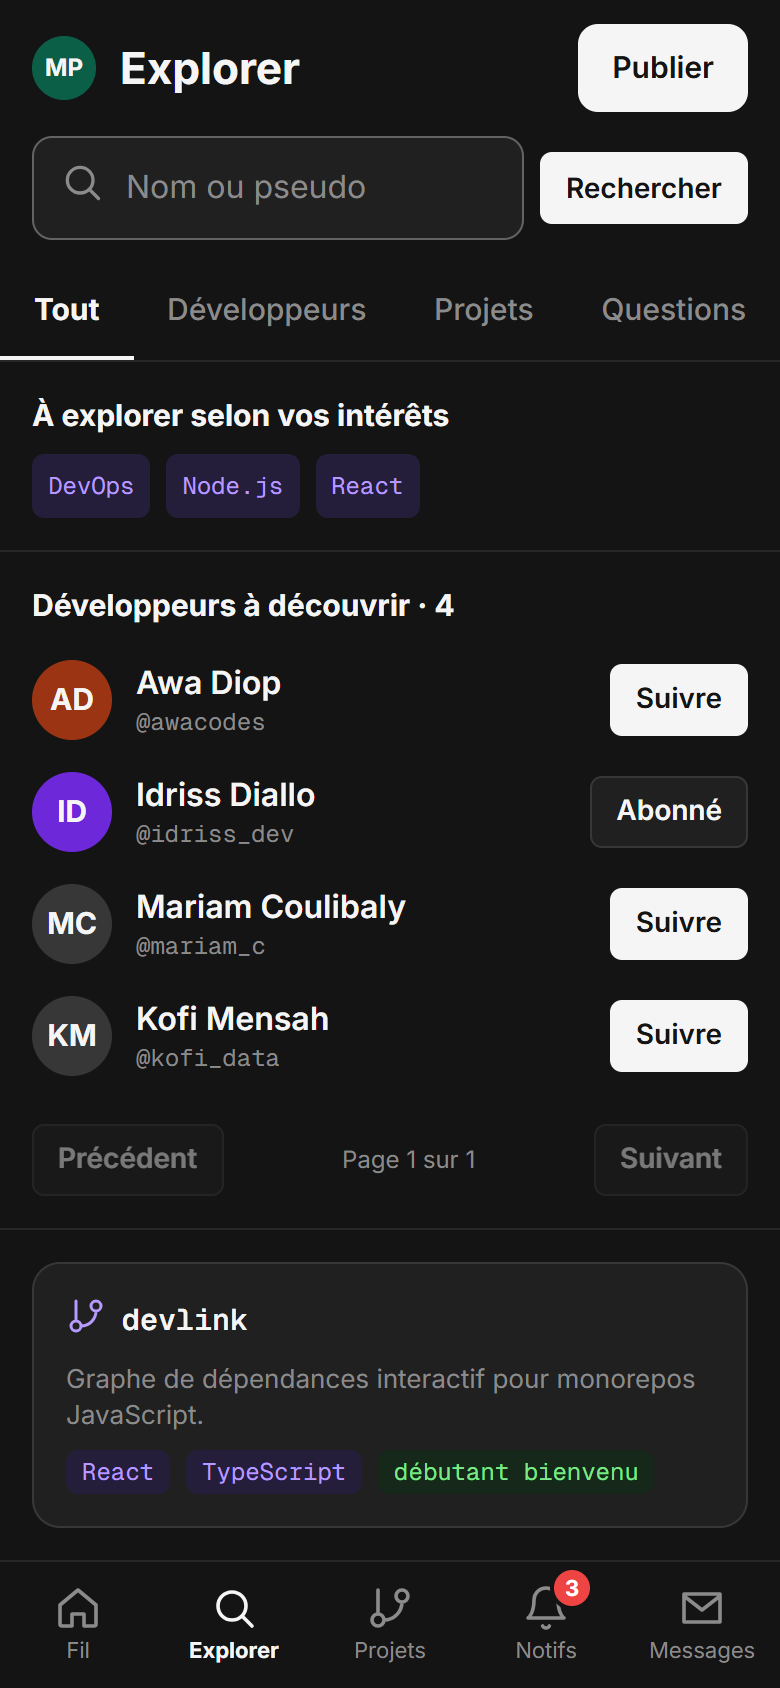 MP Explorer Publier
Nom ou pseudo Rechercher
Tout Développeurs Projets Questions
À explorer selon vos intérêts
DevOps Node.js React
Développeurs à découvrir · 4
AD Awa Diop Suivre
@awacodes
ID Idriss Diallo Abonné
@idriss_dev
MC Mariam Coulibaly Suivre
@mariam_c
KM Kofi Mensah Suivre
@kofi_data
Précédent Page 1 sur 1 Suivant
devlink
Graphe de dépendances interactif pour monorepos
JavaScript.
React TypeScript débutant bienvenu
3
Fil Explorer Projets Notifs Messages